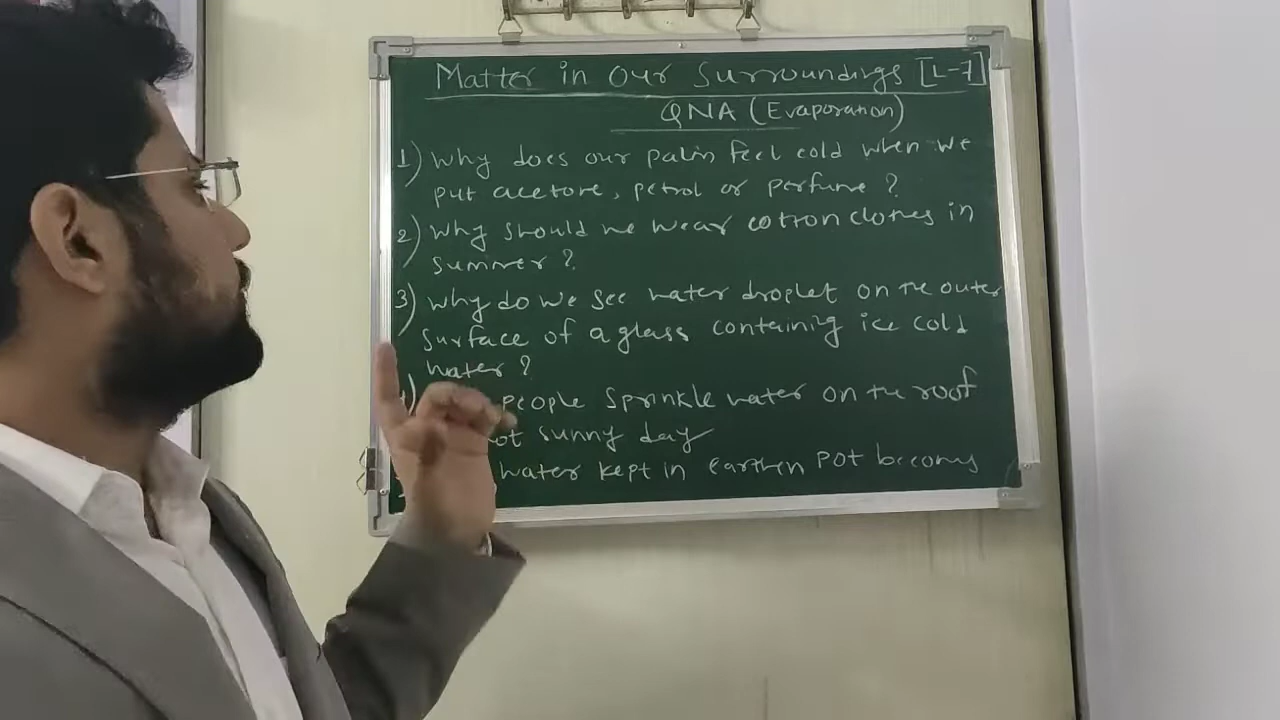 Matter in Our Surroundings [L-7]
QNA (Evaporation)
1) Why does our palm feel cold when we
put acetone, petrol or perfume ?
2) Why should we wear cotton clothes in
summer ?
3) Why do we see water droplet on the outer
surface of a glass containing ice cold
water ?
people sprinkle water on the roof
sunny day
water kept in earthen pot becomes